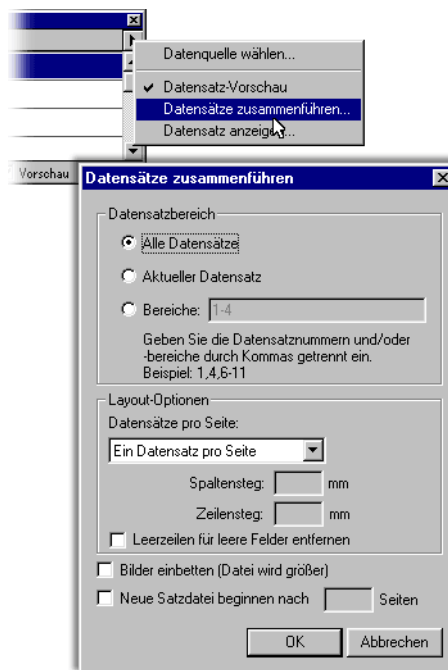 Datenquelle wählen...
Datensatz-Vorschau
Datensätze zusammenführen...
Datensatz anzeigen...
Vorschau
Datensätze zusammenführen
Datensatzbereich
Alle Datensätze
Aktueller Datensatz
Bereiche: 1-4
Geben Sie die Datensatznummern und/oder
-bereiche durch Kommas getrennt ein.
Beispiel: 1,4,6-11
Layout-Optionen
Datensätze pro Seite:
Ein Datensatz pro Seite
Spaltensteg: mm
Zeilensteg: mm
Leerzeilen für leere Felder entfernen
Bilder einbetten (Datei wird größer)
Neue Satzdatei beginnen nach Seiten
OK Abbrechen